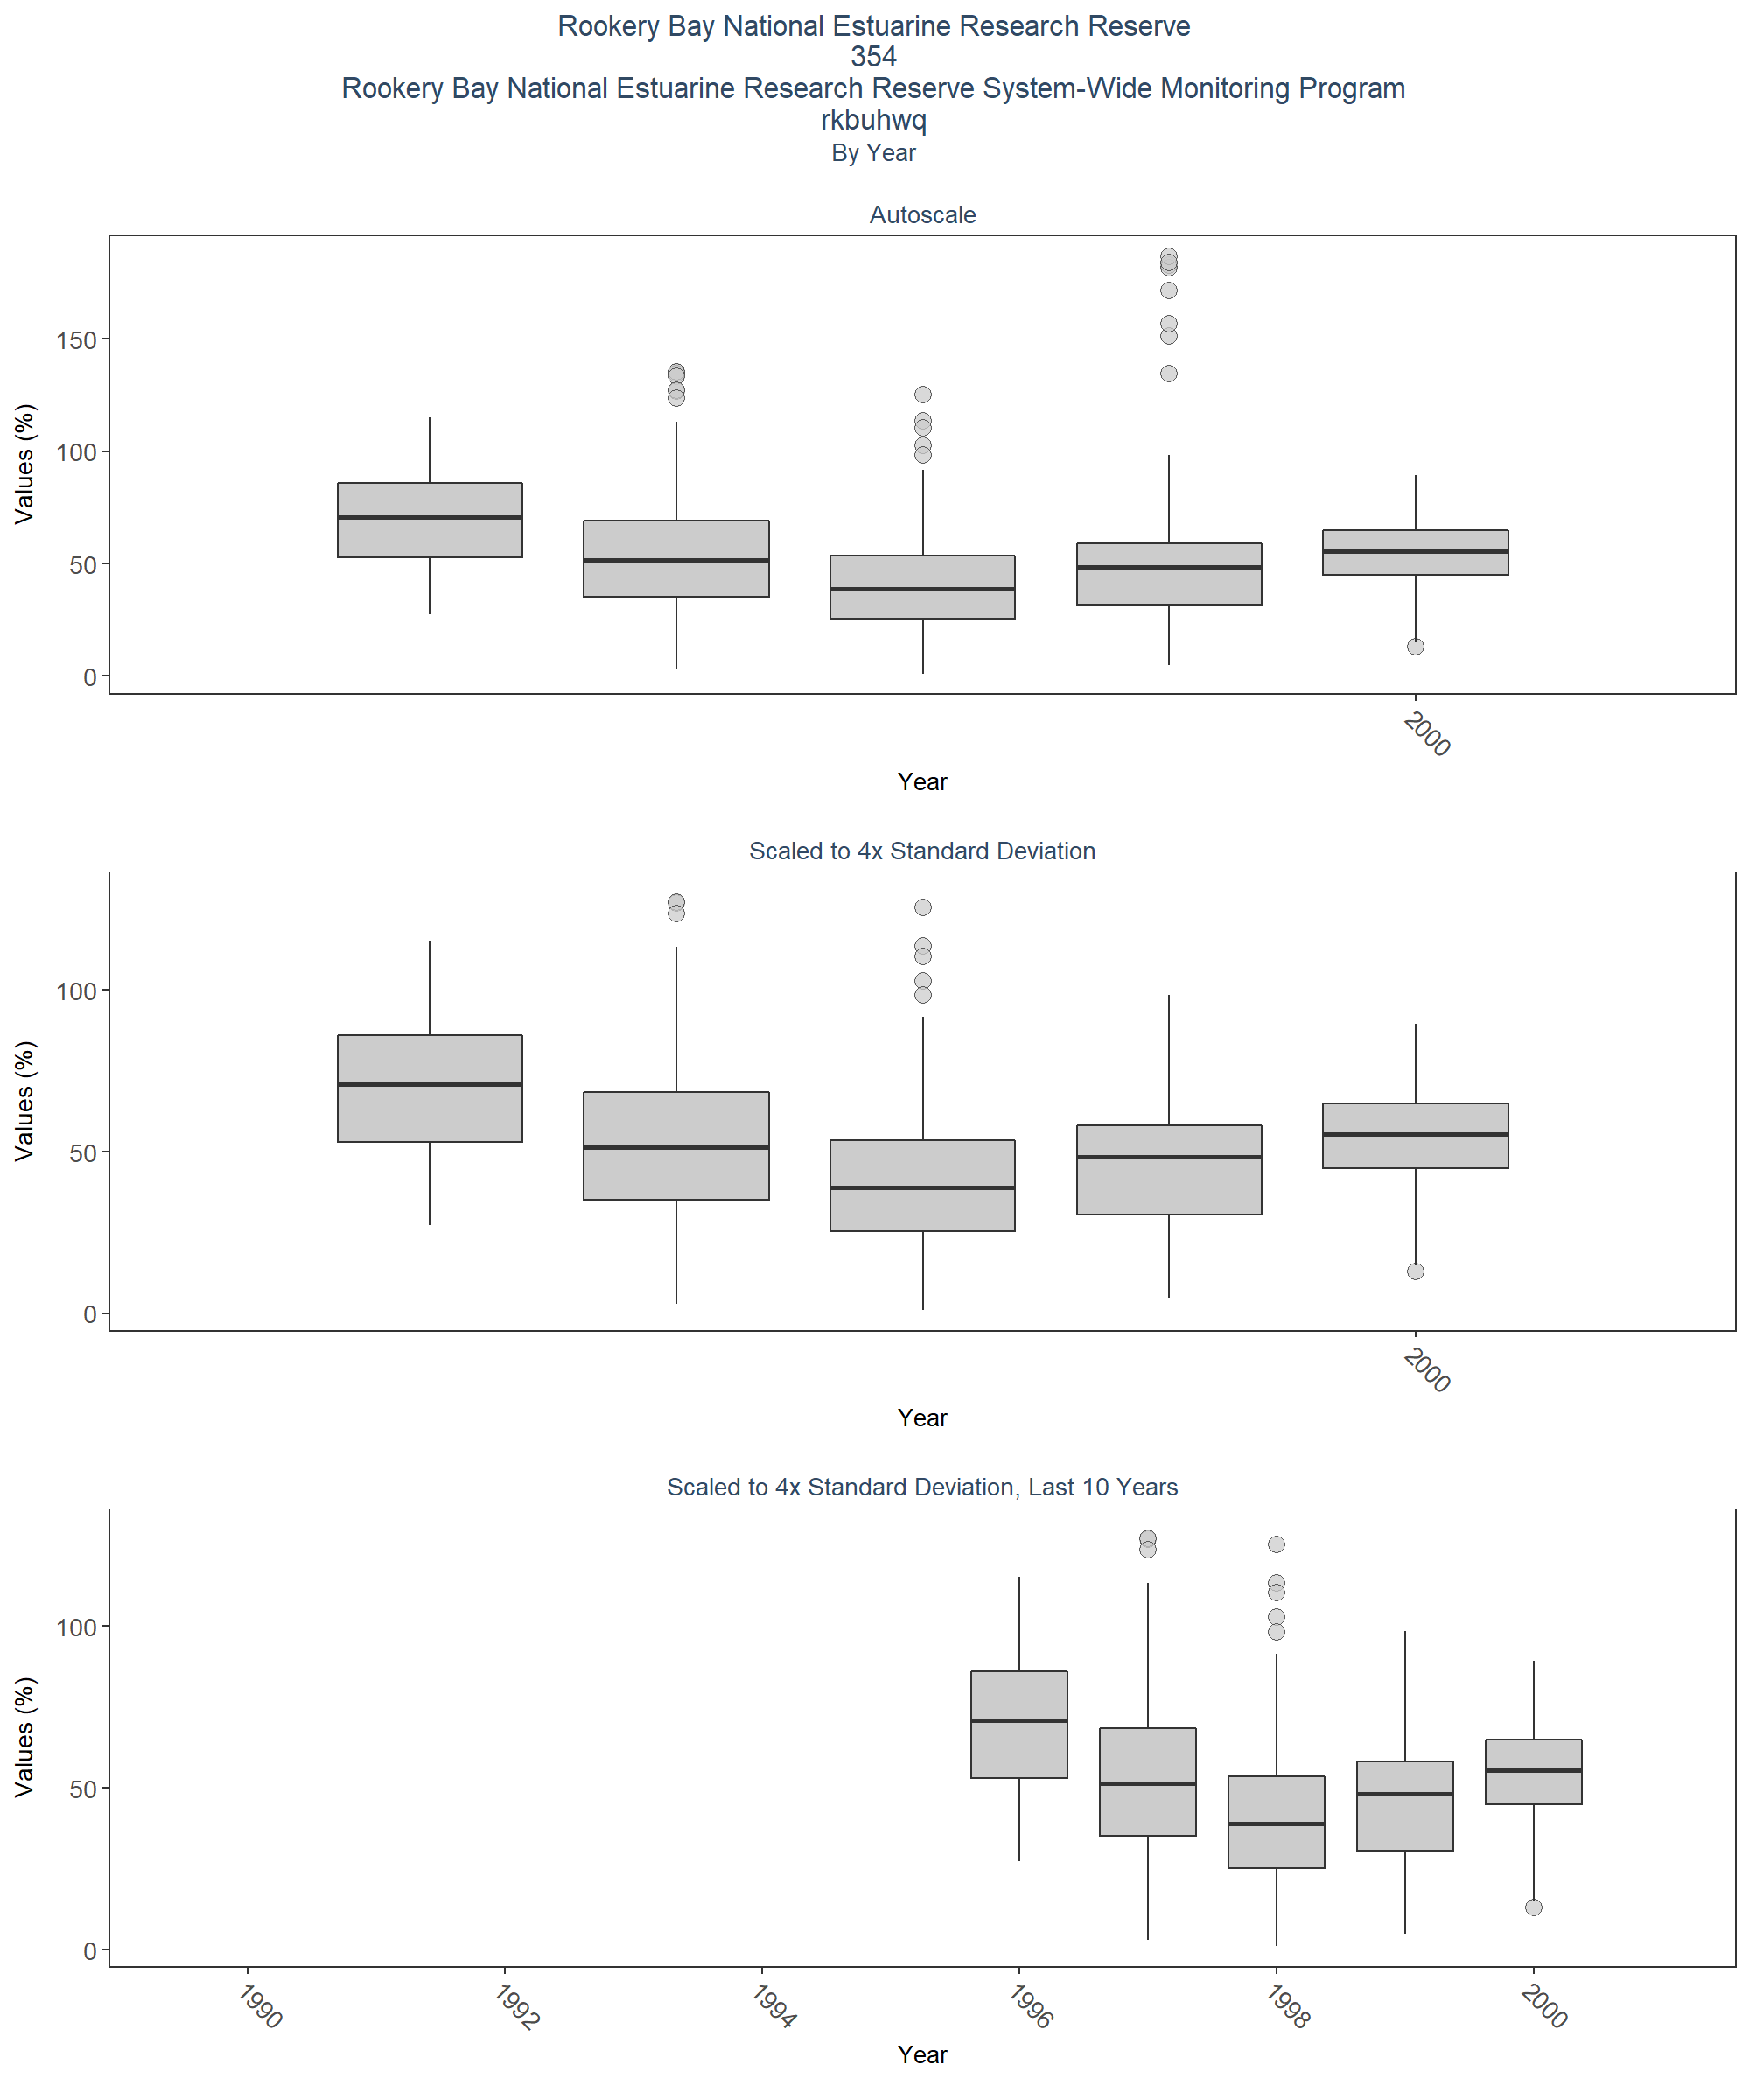 Rookery Bay National Estuarine Research Reserve
354
Rookery Bay National Estuarine Research Reserve System-Wide Monitoring Program
rkbuhwq
By Year
Autoscale
Values (%)
150
100
50
0
2000
Year
Scaled to 4x Standard Deviation
Values (%)
100
50
0
2000
Year
Scaled to 4x Standard Deviation, Last 10 Years
Values (%)
100
50
0
1990 1992 1994 1996 1998 2000
Year